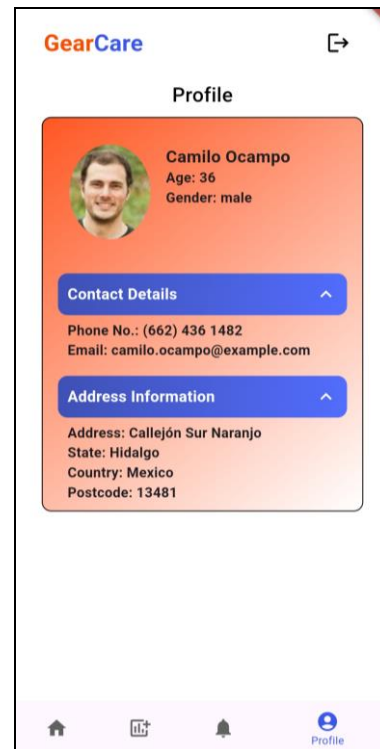 GearCare
Profile
Camilo Ocampo
Age: 36
Gender: male
Contact Details
Phone No.: (662) 436 1482
Email: camilo.ocampo@example.com
Address Information
Address: Callejón Sur Naranjo
State: Hidalgo
Country: Mexico
Postcode: 13481
Profile